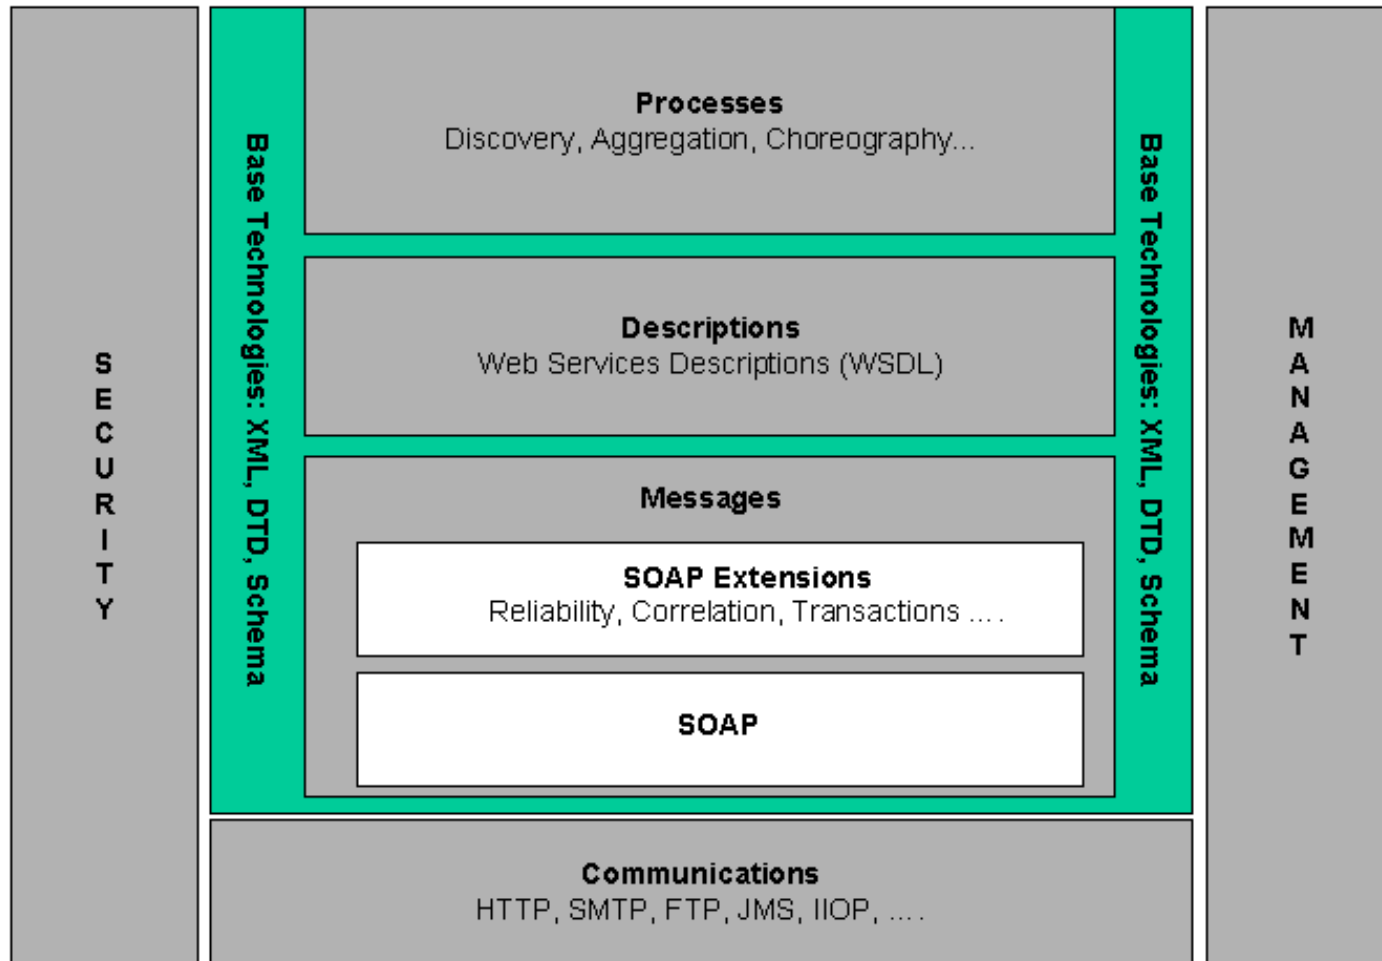 SECURITY
Base Technologies: XML, DTD, Schema
Processes
Discovery, Aggregation, Choreography...
Descriptions
Web Services Descriptions (WSDL)
Messages
SOAP Extensions
Reliability, Correlation, Transactions ....
SOAP
Base Technologies: XML, DTD, Schema
MANAGEMENT
Communications
HTTP, SMTP, FTP, JMS, IIOP, ....